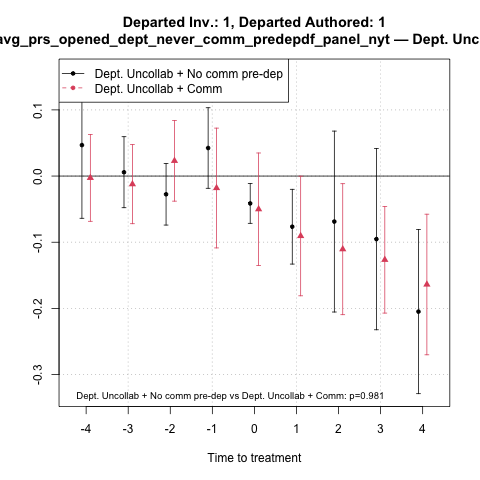 Departed Inv.: 1, Departed Authored: 1
avg_prs_opened_dept_never_comm_predepdf_panel_nyt — Dept. Unc
Dept. Uncollab + No comm pre-dep
Dept. Uncollab + Comm
0.1
0.0
-0.1
-0.2
-0.3
Dept. Uncollab + No comm pre-dep vs Dept. Uncollab + Comm: p=0.981
-4 -3 -2 -1 0 1 2 3 4
Time to treatment